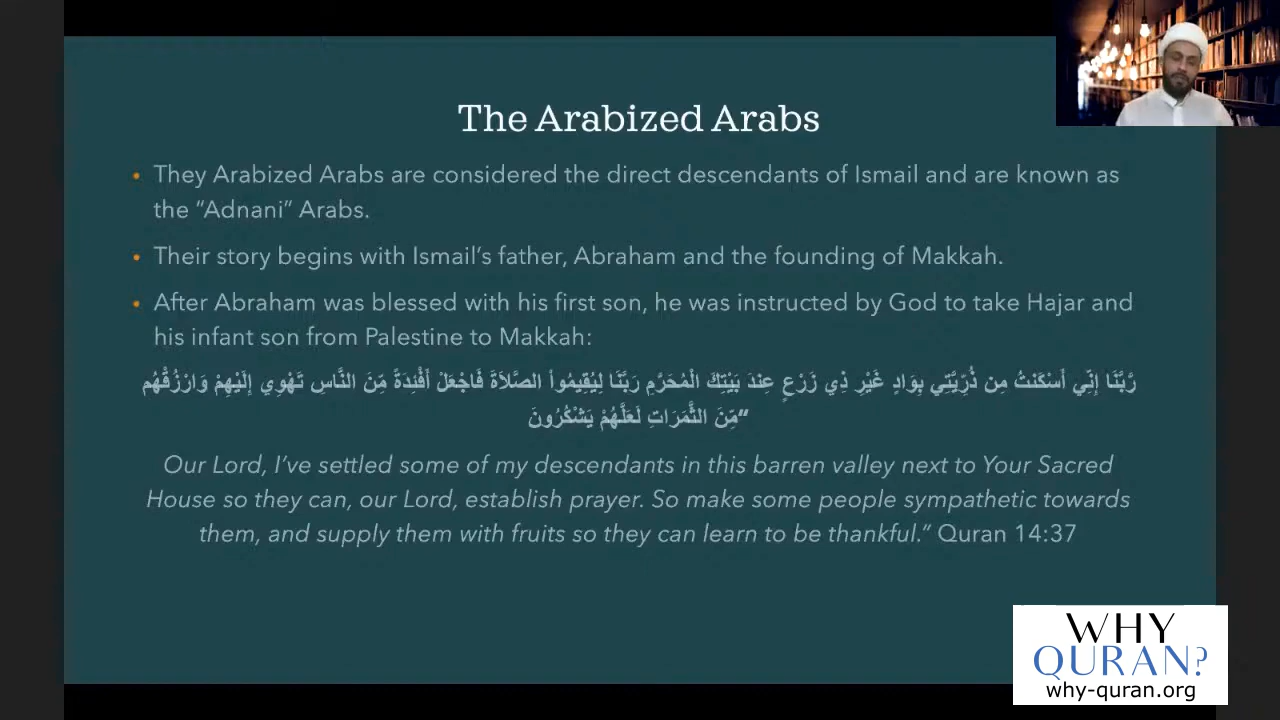 The Arabized Arabs
• They Arabized Arabs are considered the direct descendants of Ismail and are known as
the “Adnani” Arabs.
• Their story begins with Ismail’s father, Abraham and the founding of Makkah.
• After Abraham was blessed with his first son, he was instructed by God to take Hajar and
his infant son from Palestine to Makkah:
رَّبَّنَا إِنِّي أَسْكَنتُ مِن ذُرِّيَّتِي بِوَادٍ غَيْرِ ذِي زَرْعٍ عِندَ بَيْتِكَ الْمُحَرَّمِ رَبَّنَا لِيُقِيمُواْ الصَّلاَةَ فَاجْعَلْ أَفْئِدَةً مِّنَ النَّاسِ تَهْوِي إِلَيْهِمْ وَارْزُقْهُم
“مِّنَ الثَّمَرَاتِ لَعَلَّهُمْ يَشْكُرُونَ
Our Lord, I’ve settled some of my descendants in this barren valley next to Your Sacred
House so they can, our Lord, establish prayer. So make some people sympathetic towards
them, and supply them with fruits so they can learn to be thankful.” Quran 14:37
WHY
QURAN?
why-quran.org